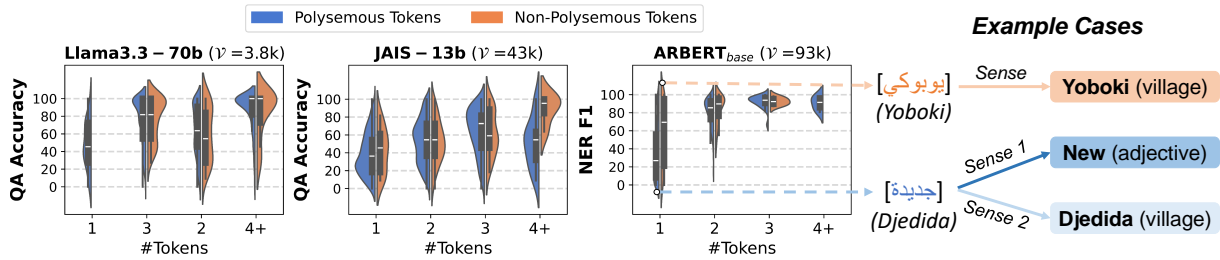 Polysemous Tokens
Non-Polysemous Tokens
Llama3.3 − 70b (𝒱 =3.8k)
QA Accuracy
100
80
60
40
20
0
1
3
2
4+
#Tokens
JAIS − 13b (𝒱 =43k)
QA Accuracy
100
80
60
40
20
0
1
2
3
4+
#Tokens
ARBERT_base (𝒱 =93k)
NER F1
100
80
60
40
20
0
1
2
3
4+
#Tokens
Example Cases
[يوبوكي]
(Yoboki)
Sense
Yoboki (village)
[جديدة]
(Djedida)
Sense 1
New (adjective)
Sense 2
Djedida (village)